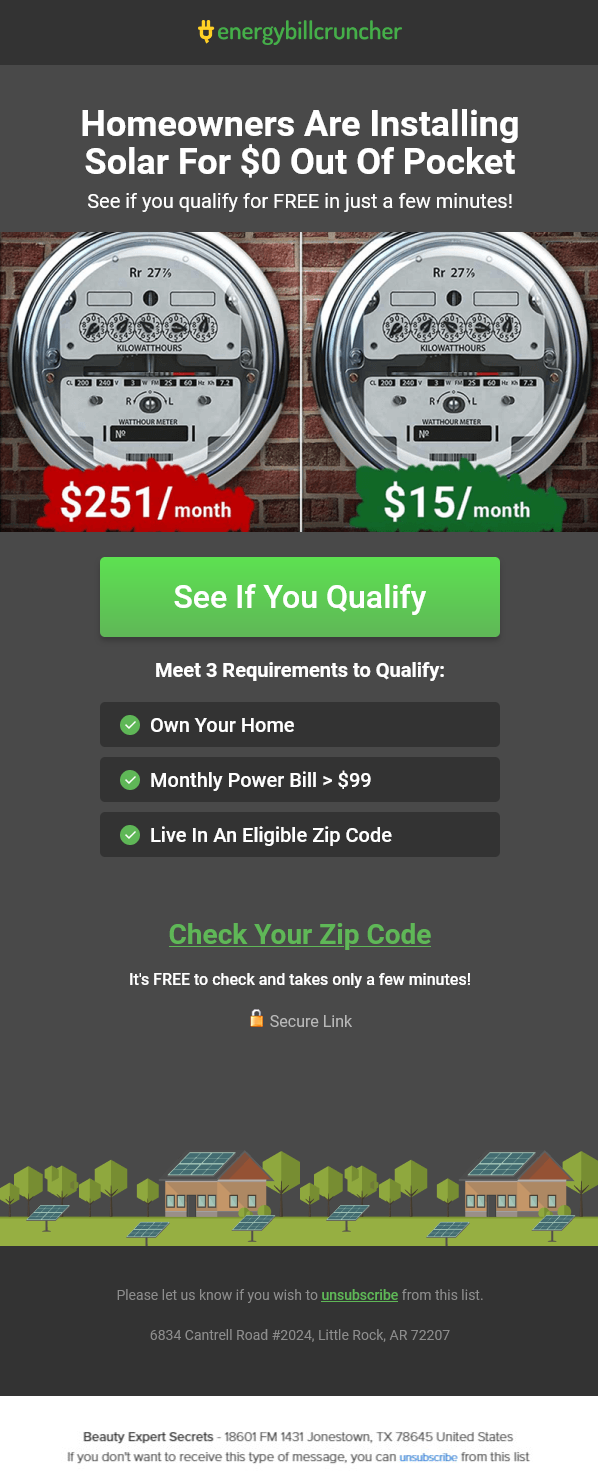 energybillcruncher
Homeowners Are Installing
Solar For $0 Out Of Pocket
See if you qualify for FREE in just a few minutes!
Rr 27⅞
KILOWATTHOURS
CL 200 240 V 3 W FM 2S 60 Hz Kh 7.2
R L
WATTHOUR METER
Nº
$251/month
Rr 27⅞
KILOWATTHOURS
CL 200 240 V 3 W FM 2S 60 Hz Kh 7.2
R L
WATTHOUR METER
Nº
$15/month
See If You Qualify
Meet 3 Requirements to Qualify:
Own Your Home
Monthly Power Bill > $99
Live In An Eligible Zip Code
Check Your Zip Code
It's FREE to check and takes only a few minutes!
Secure Link
Please let us know if you wish to unsubscribe from this list.
6834 Cantrell Road #2024, Little Rock, AR 72207
Beauty Expert Secrets - 18601 FM 1431 Jonestown, TX 78645 United States
If you don't want to receive this type of message, you can unsubscribe from this list